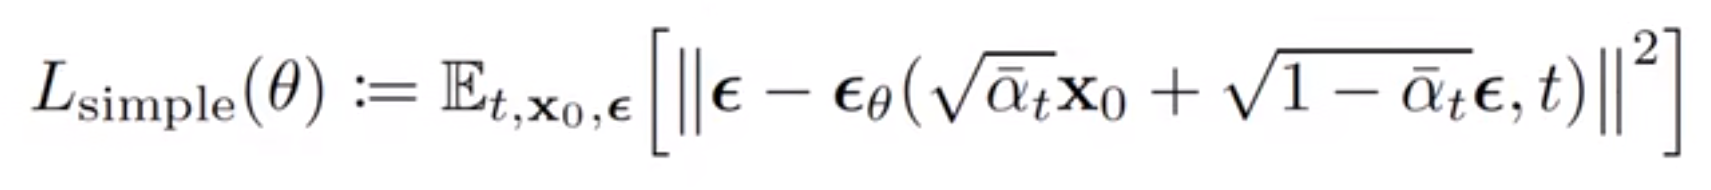 L_simple(θ) := 𝔼_{t,𝐱₀,𝛜}[‖𝛜 − 𝛜_θ(√ᾱ_t 𝐱₀ + √(1 − ᾱ_t) 𝛜, t)‖²]